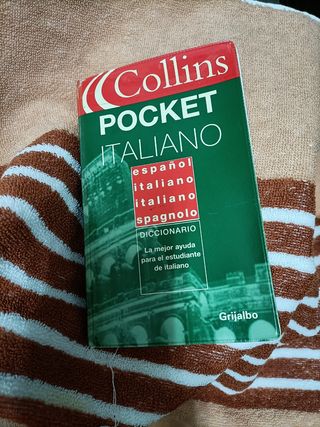 Collins
POCKET
ITALIANO
español
italiano
italiano
spagnolo
DICCIONARIO
La mejor ayuda
para el estudiante
de italiano
Grijalbo